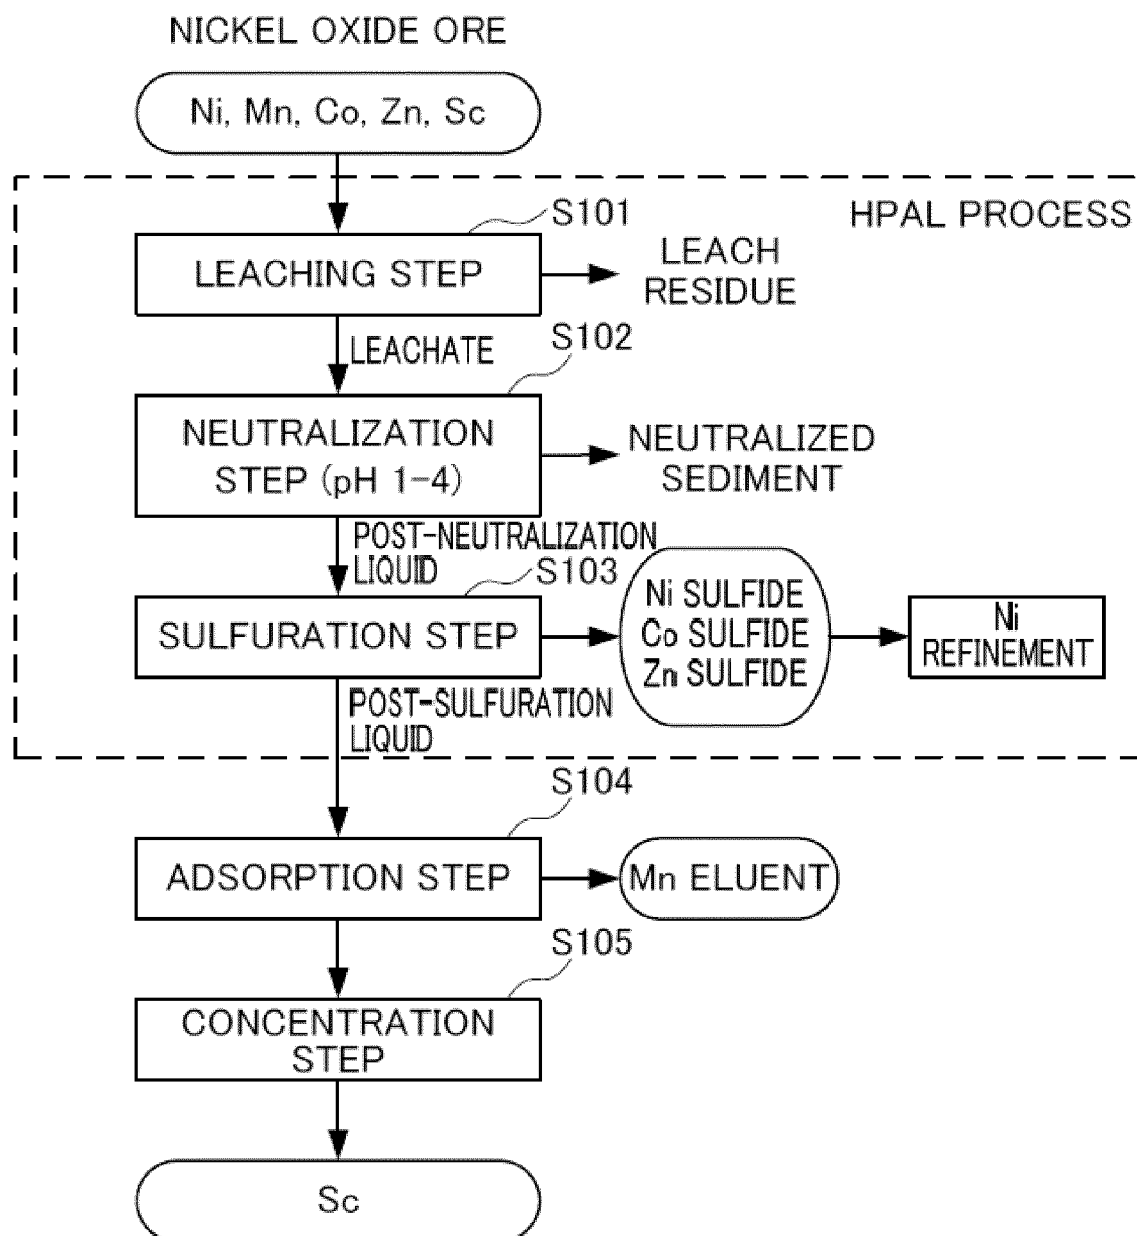 NICKEL OXIDE ORE
Ni, Mn, Co, Zn, Sc
HPAL PROCESS
S101
LEACHING STEP
LEACH
RESIDUE
LEACHATE
S102
NEUTRALIZATION
STEP (pH 1-4)
NEUTRALIZED
SEDIMENT
POST-NEUTRALIZATION
LIQUID
S103
SULFURATION STEP
Ni SULFIDE
Co SULFIDE
Zn SULFIDE
Ni
REFINEMENT
POST-SULFURATION
LIQUID
S104
ADSORPTION STEP
Mn ELUENT
S105
CONCENTRATION
STEP
Sc